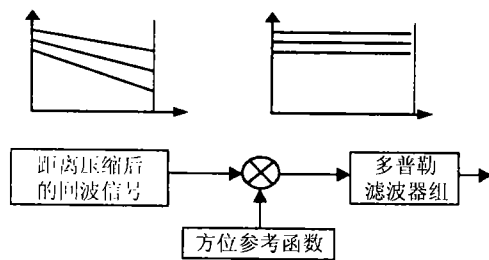 距离压缩后
的回波信号
多普勒
滤波器组
方位参考函数